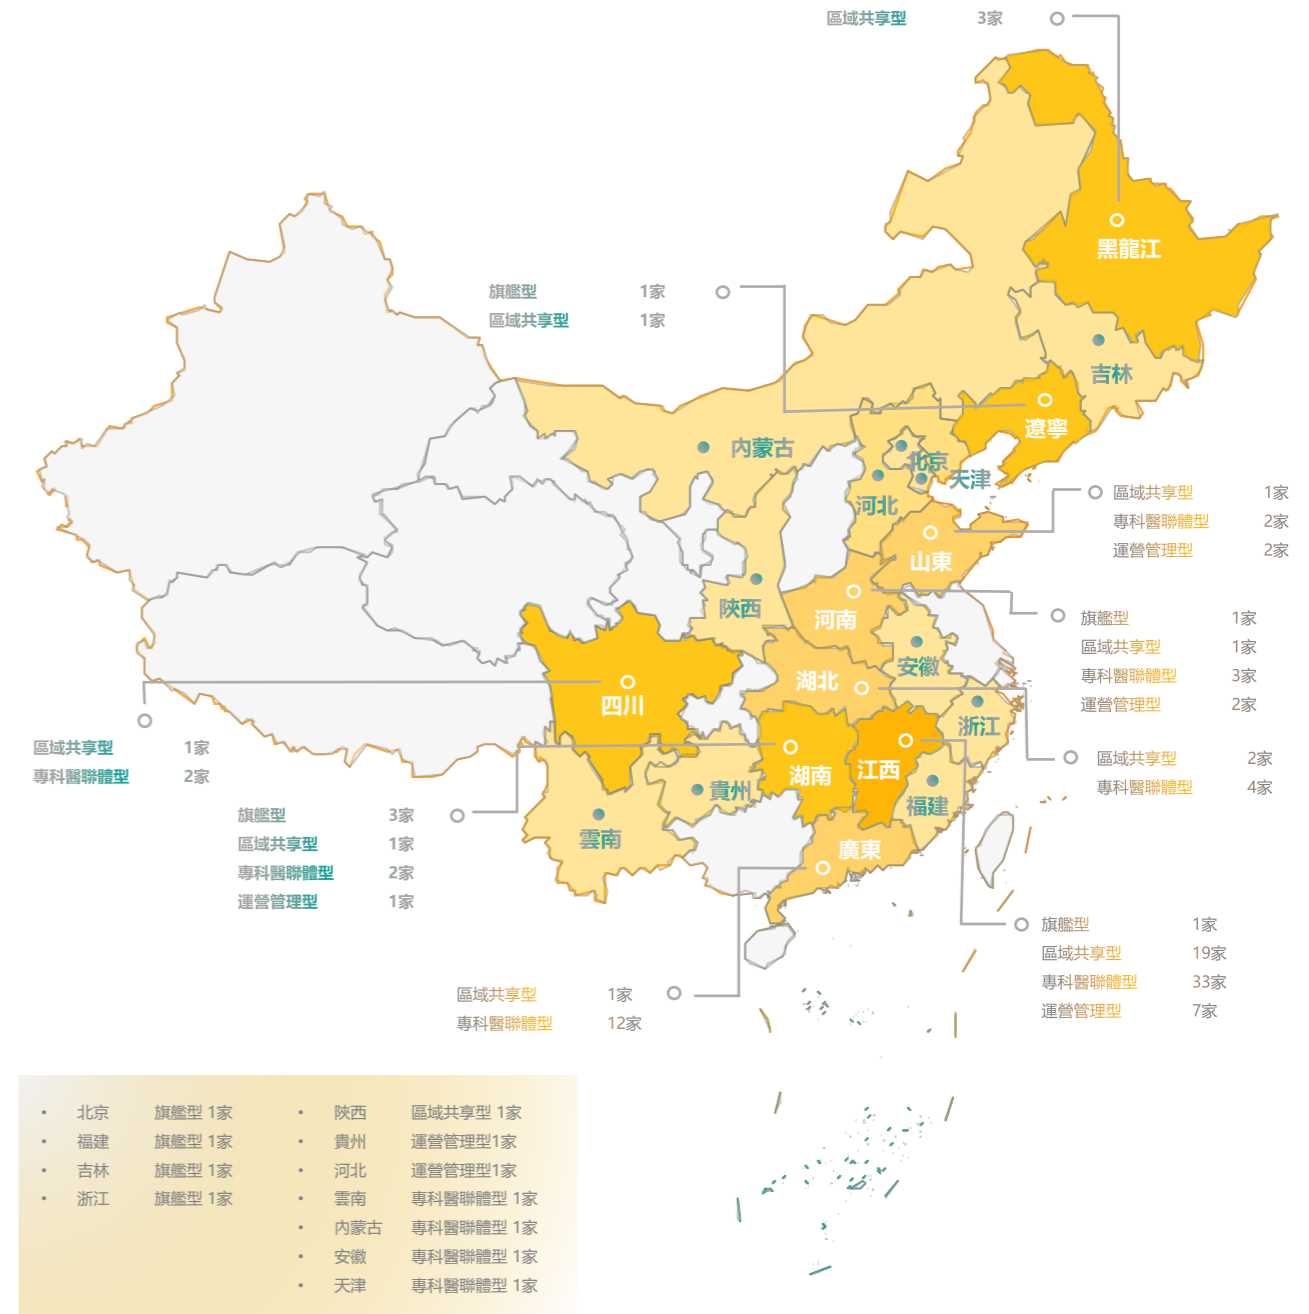 區域共享型 3家
黑龍江
旗艦型 1家
區域共享型 1家
吉林
遼寧
內蒙古
北京
天津
河北
區域共享型 1家
專科醫聯體型 2家
運營管理型 2家
山東
陝西
河南
旗艦型 1家
區域共享型 1家
專科醫聯體型 3家
運營管理型 2家
安徽
湖北
四川
浙江
區域共享型 1家
專科醫聯體型 2家
區域共享型 2家
專科醫聯體型 4家
湖南
江西
貴州
福建
雲南
旗艦型 3家
區域共享型 1家
專科醫聯體型 2家
運營管理型 1家
廣東
旗艦型 1家
區域共享型 19家
專科醫聯體型 33家
運營管理型 7家
區域共享型 1家
專科醫聯體型 12家
• 北京 旗艦型 1家
• 福建 旗艦型 1家
• 吉林 旗艦型 1家
• 浙江 旗艦型 1家
• 陝西 區域共享型 1家
• 貴州 運營管理型1家
• 河北 運營管理型1家
• 雲南 專科醫聯體型 1家
• 內蒙古 專科醫聯體型 1家
• 安徽 專科醫聯體型 1家
• 天津 專科醫聯體型 1家